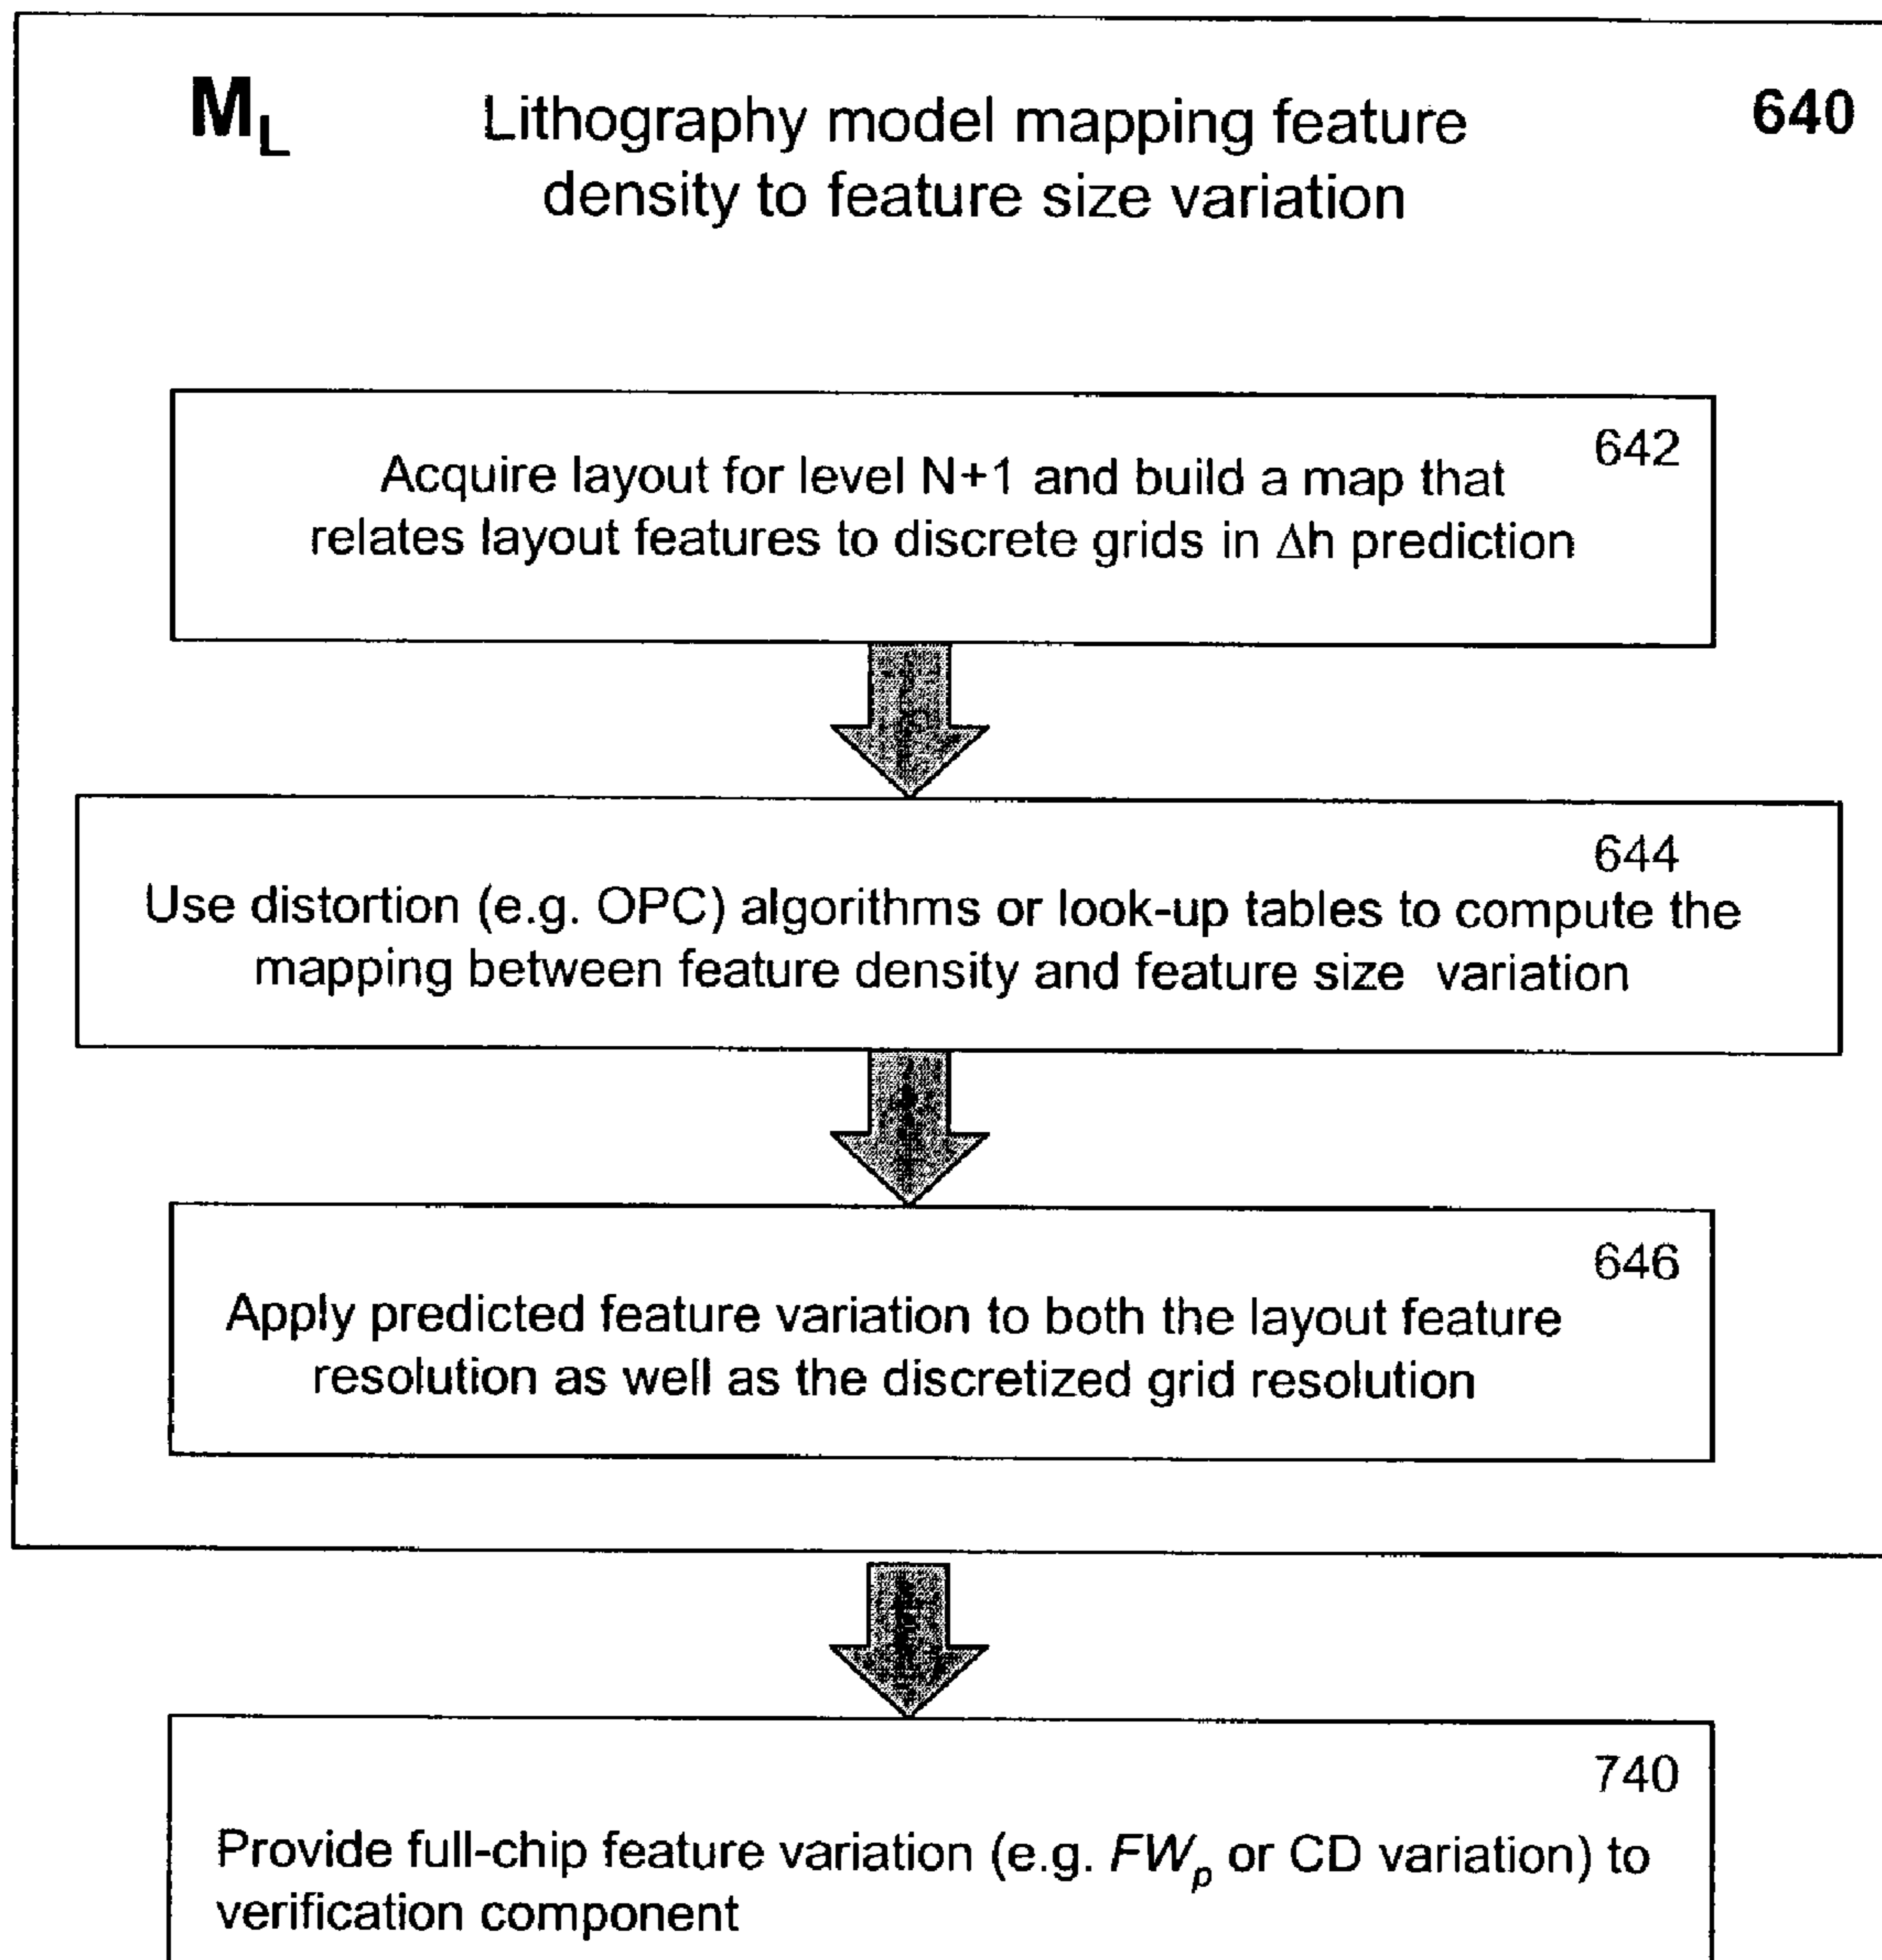 M_L Lithography model mapping feature 640
density to feature size variation
642
Acquire layout for level N+1 and build a map that
relates layout features to discrete grids in Δh prediction
644
Use distortion (e.g. OPC) algorithms or look-up tables to compute the
mapping between feature density and feature size variation
646
Apply predicted feature variation to both the layout feature
resolution as well as the discretized grid resolution
740
Provide full-chip feature variation (e.g. FW_p or CD variation) to
verification component